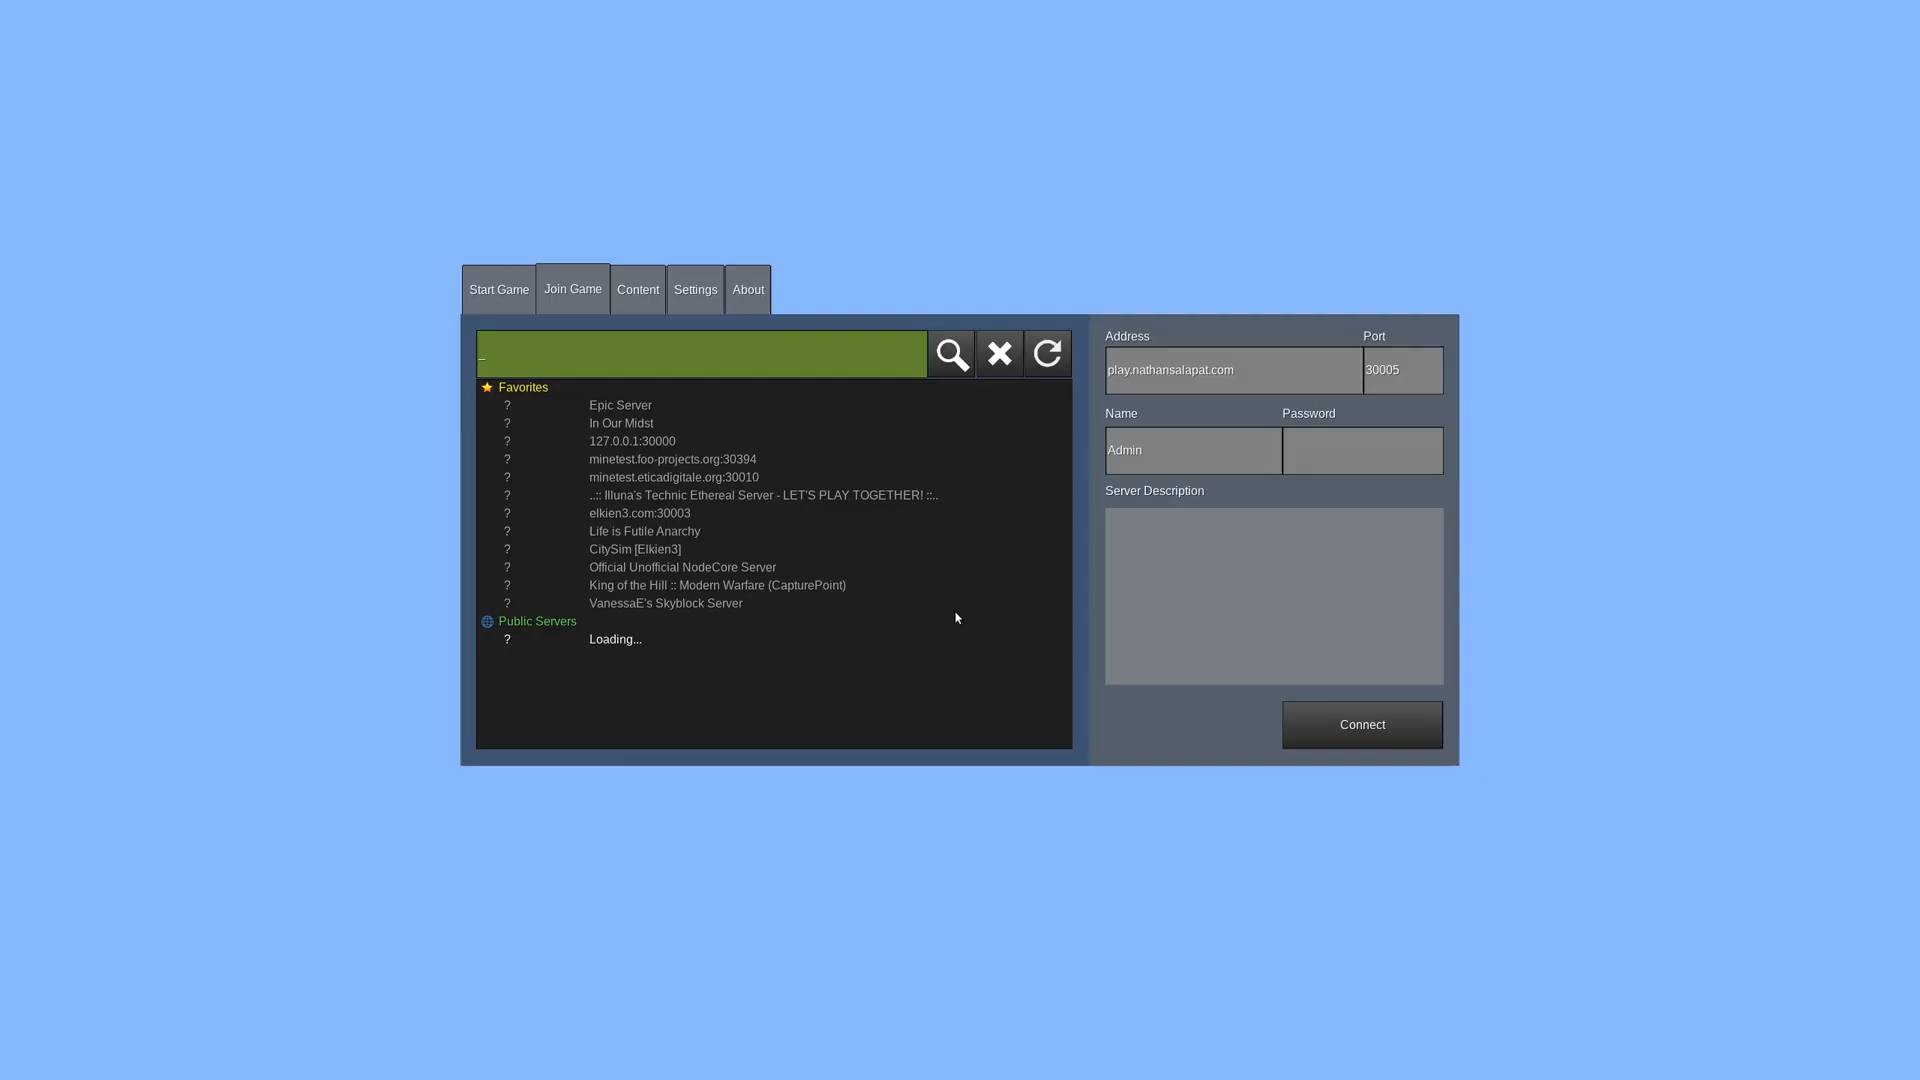 Start Game
Join Game
Content
Settings
About
Address
Port
play.nathansalapat.com
30005
Name
Password
Admin
Server Description
Connect
Favorites
? Epic Server
? In Our Midst
? 127.0.0.1:30000
? minetest.foo-projects.org:30394
? minetest.eticadigitale.org:30010
? ..:: Illuna's Technic Ethereal Server - LET'S PLAY TOGETHER! ::..
? elkien3.com:30003
? Life is Futile Anarchy
? CitySim [Elkien3]
? Official Unofficial NodeCore Server
? King of the Hill :: Modern Warfare (CapturePoint)
? VanessaE's Skyblock Server
Public Servers
? Loading...